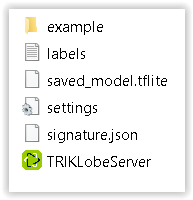 example
labels
saved_model.tflite
settings
signature.json
TRIKLobeServer